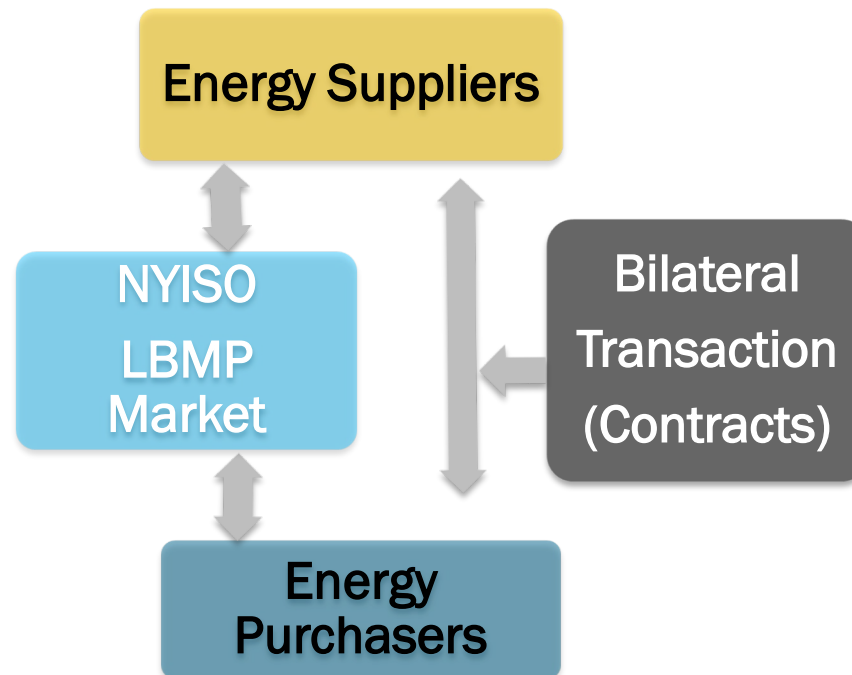 Energy Suppliers
NYISO
LBMP
Market
Bilateral
Transaction
(Contracts)
Energy
Purchasers